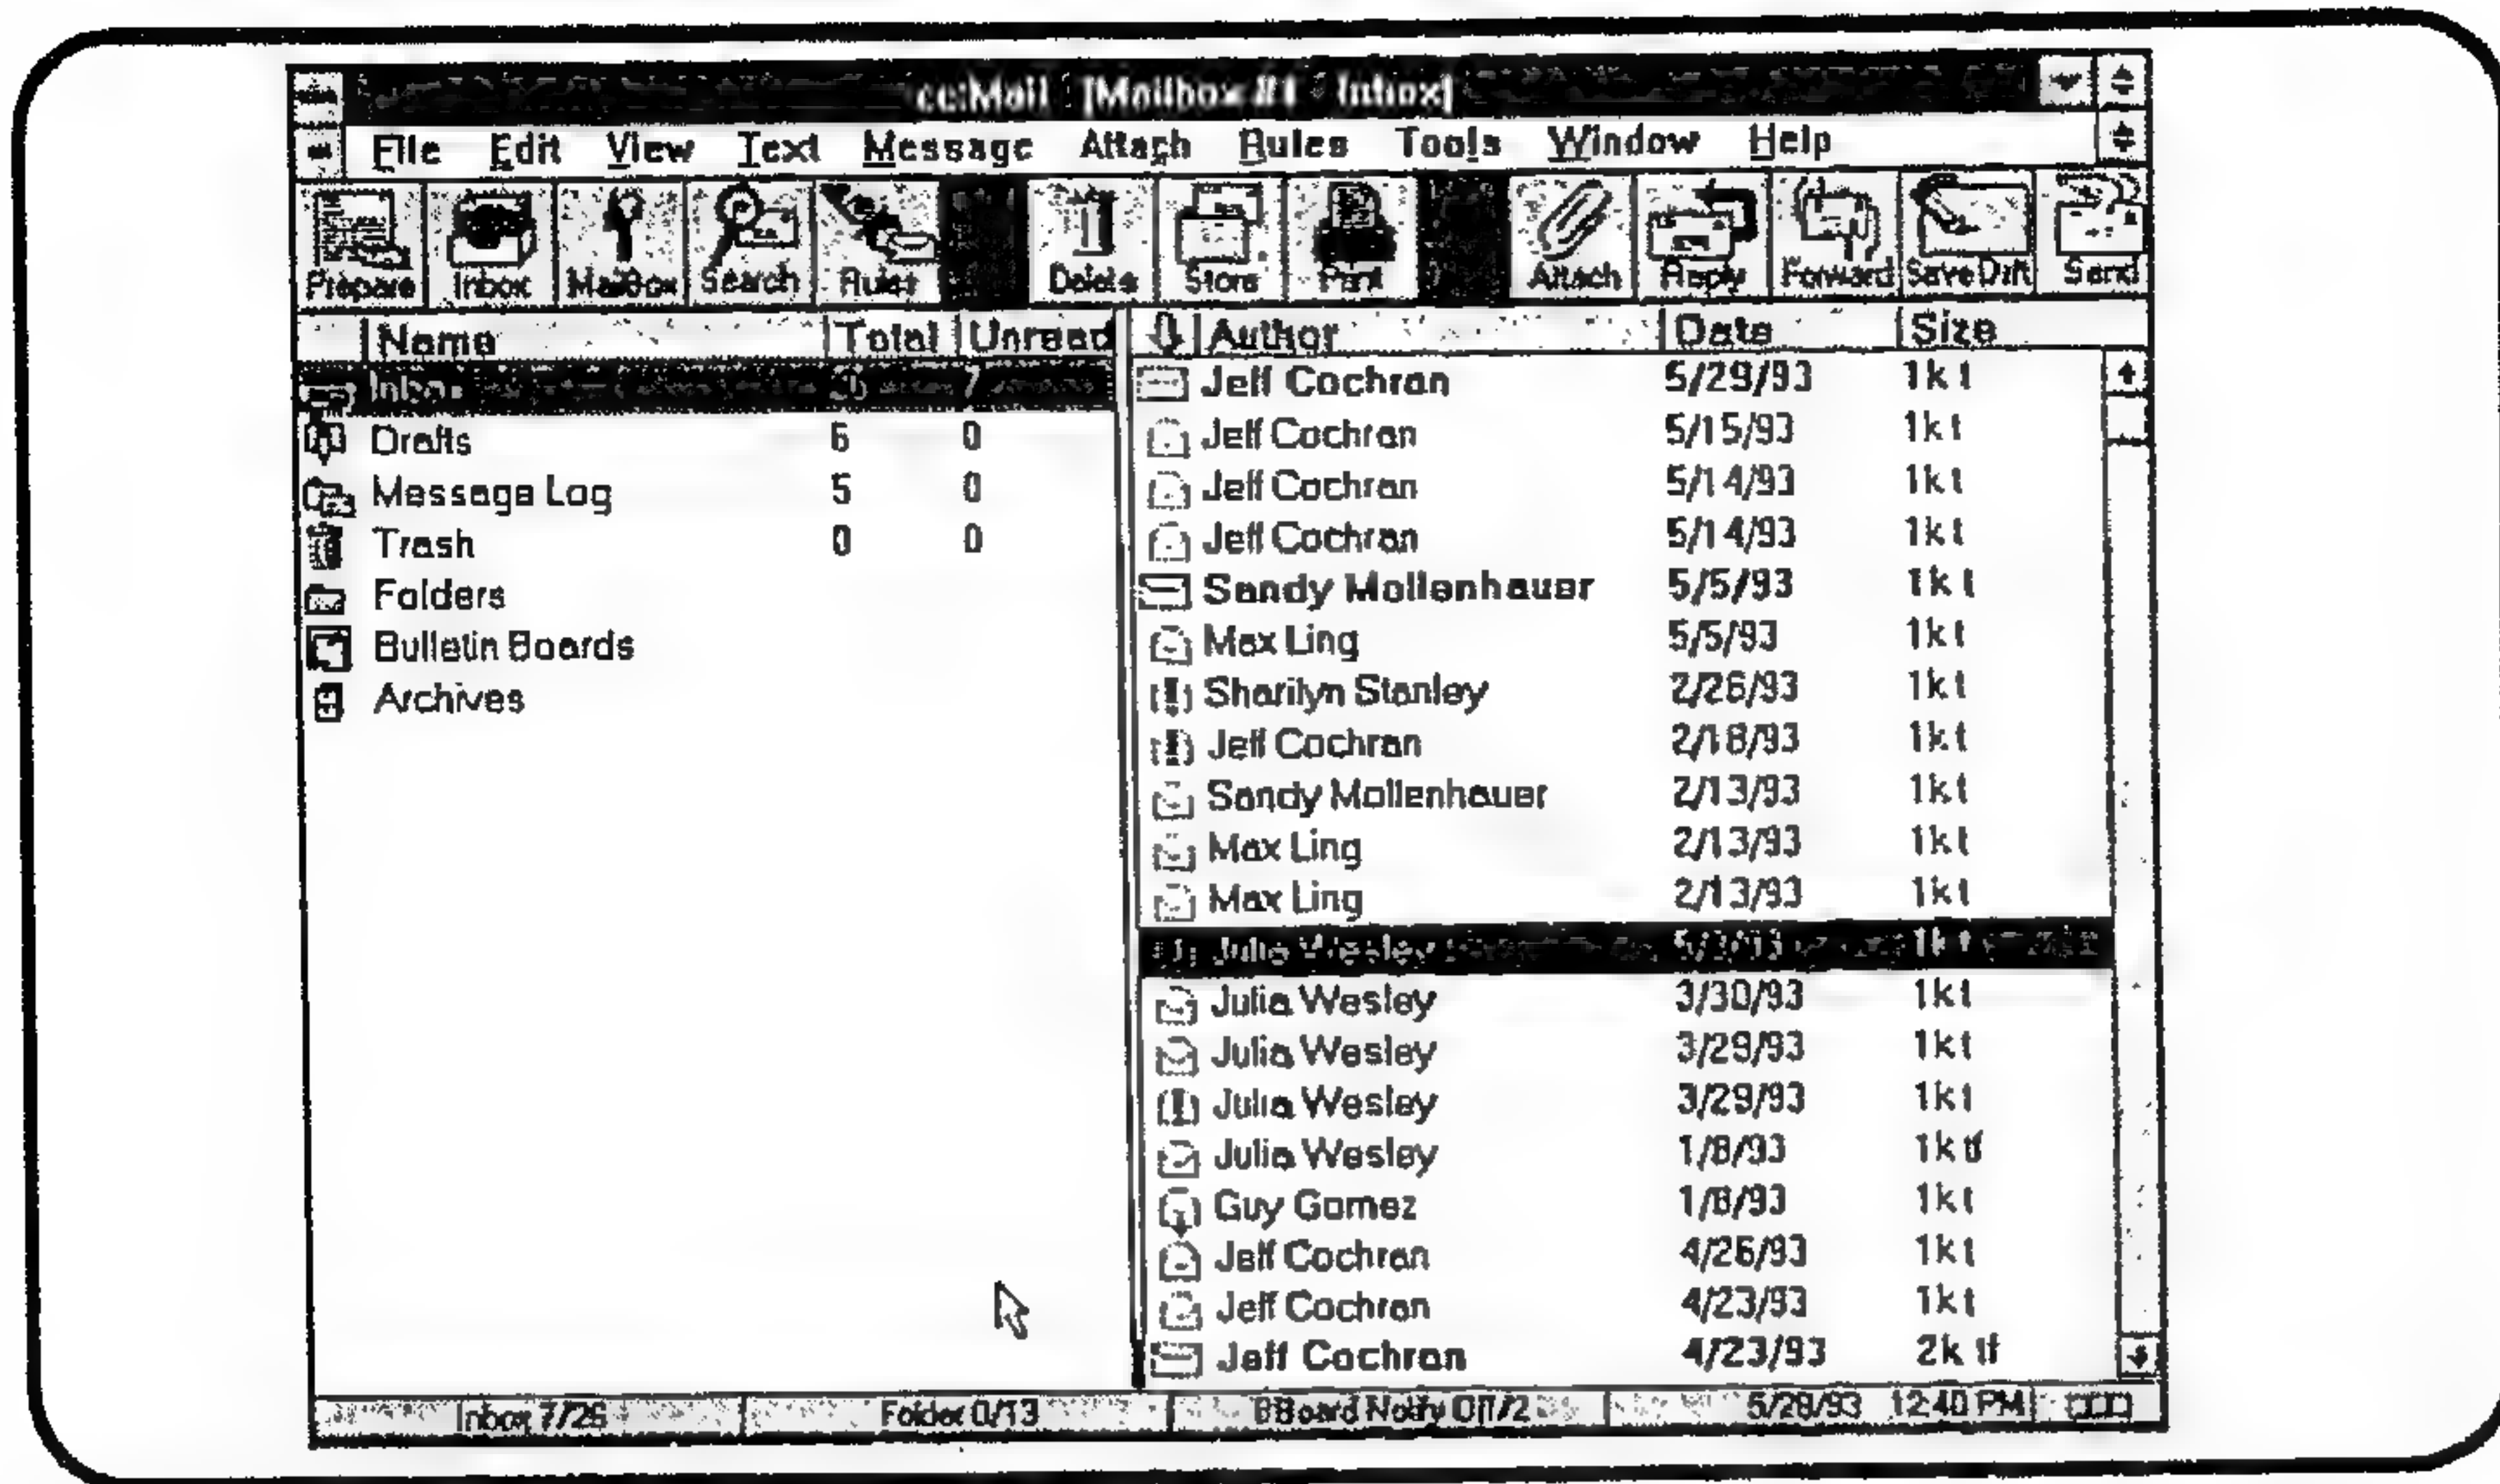 cc:Mail - [Mailbox #1 - Inbox]
File Edit View Text Message Attach Rules Tools Window Help
Prepare Inbox MailBox Search Rules Delete Store Print Attach Reply Forward Save Drft Send
Name Total Unread
Inbox 7
Drafts 6 0
Message Log 5 0
Trash 0 0
Folders
Bulletin Boards
Archives
Author Date Size
Jeff Cochran 5/29/93 1k t
Jeff Cochran 5/15/93 1k t
Jeff Cochran 5/14/93 1k t
Jeff Cochran 5/14/93 1k t
Sandy Mollenhauer 5/5/93 1k t
Max Ling 5/5/93 1k t
Sharilyn Stanley 2/26/93 1k t
Jeff Cochran 2/18/93 1k t
Sandy Mollenhauer 2/13/93 1k t
Max Ling 2/13/93 1k t
Max Ling 2/13/93 1k t
Julia Wesley 1k t
Julia Wesley 3/30/93 1k t
Julia Wesley 3/29/93 1k t
Julia Wesley 3/29/93 1k t
Julia Wesley 1/8/93 1k tf
Guy Gomez 1/8/93 1k t
Jeff Cochran 4/26/93 1k t
Jeff Cochran 4/23/93 1k t
Jeff Cochran 4/23/93 2k tf
Inbox 7/26 Folder 0/13 BBoard Notify Off/2 5/29/93 12:40 PM